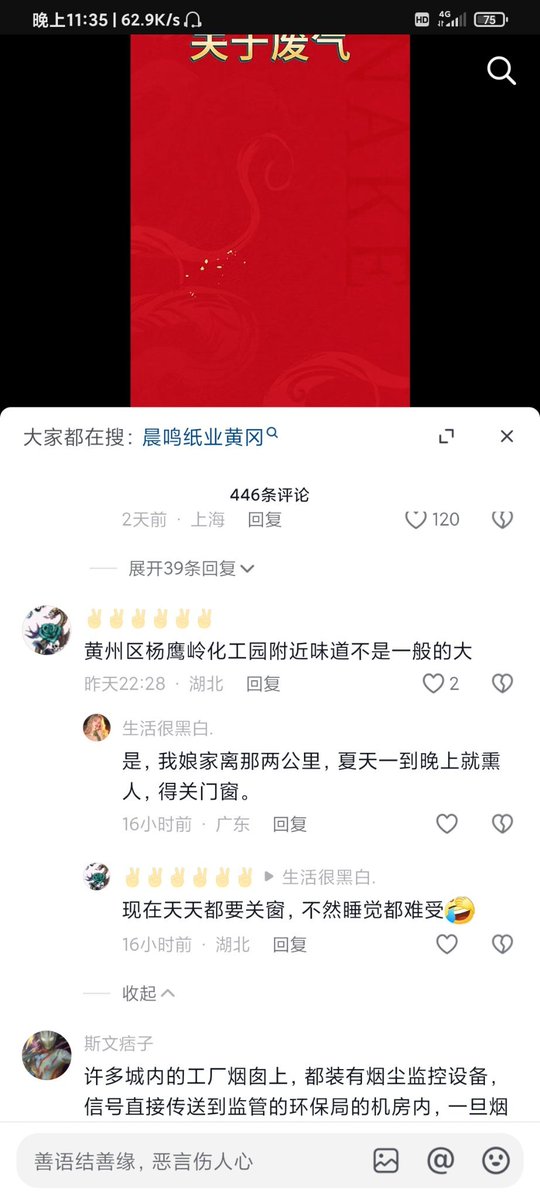 晚上11:35 | 62.9K/s
HD 4G 75
关于废气
NAKE
大家都在搜：晨鸣纸业黄冈
446条评论
2天前 · 上海 回复 120
展开39条回复
✌✌✌✌✌✌
黄州区杨鹰岭化工园附近味道不是一般的大
昨天22:28 · 湖北 回复 2
生活很黑白.
是，我娘家离那两公里，夏天一到晚上就熏
人，得关门窗。
16小时前 · 广东 回复
✌✌✌✌✌✌ ▶ 生活很黑白.
现在天天都要关窗，不然睡觉都难受🤣
16小时前 · 湖北 回复
收起
斯文痞子
许多城内的工厂烟囱上，都装有烟尘监控设备，
信号直接传送到监管的环保局的机房内，一旦烟
善语结善缘，恶言伤人心